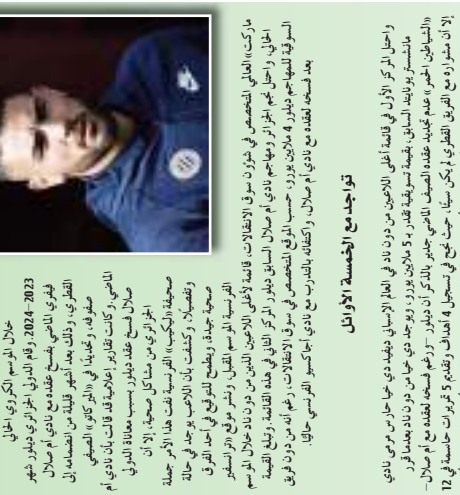 خلال الموسم الكروي الحالي
2023-2024، وقام الدولي الجزائري ديلور شهر
فيفري الماضي بفسخ عقده مع نادي أم صلال
القطري، وذلك بعد أشهر قليلة من انضمامه إلى
صفوفه، وتحديدا في «الميركاتو» الصيفي
الماضي، وكانت تقارير إعلامية قد قالت بأن نادي أم
صلال فسخ عقد ديلور بسبب معاناة الدولي
الجزائري من مشاكل صحية، إلا أن
صحيفة «ليكيب» الفرنسية نفت هذا الأمر جملة
وتفصيلا، وكشفت بأن اللاعب يوجد في حالة
صحية جيدة، ويطمح للتوقيع في أحد الفرق
الفرنسية الموسم المقبل، ونشر موقع «ترانسفير
ماركت» العالمي المتخصص في شؤون سوق الانتقالات، قائمة لأغلى اللاعبين الذين من دون ناد خلال الموسم
الحالي، واحتل نجم الجزائر ومهاجم نادي أم صلال السابق ديلور المركز الثاني في هذه القائمة، وتبلغ القيمة
السوقية للمهاجم ديلور 4 ملايين يورو، حسب الموقع المتخصص في سوق الانتقالات، رغم أنه من دون فريق
بعد فسخه لعقده مع نادي أم صلال، واكتفائه بالتدرب مع نادي أجاكسيو الفرنسي حاليًا.
تواجد مع الخمسة الأوائل
واحتل المركز الأول في قائمة أغلى اللاعبين من دون ناد في العالم الإسباني ديفيد دي خيا حارس مرمى نادي
مانشستر يونايتد السابق، بقيمة تسويقية تقدر بـ 5 ملايين يورو، ويوجد دي خيا من دون ناد بعدما قرر
«الشياطين الحمر» عدم تجديد عقده الصيف الماضي جدير بالذكر أن ديلور –ورغم فسخه لعقده مع أم صلال–
إلا أن مشواره مع الفريق القطري لم يكن سيئا، حيث نجح في تسجيل 4 أهداف وتقديم 5 تمريرات حاسمة في 12